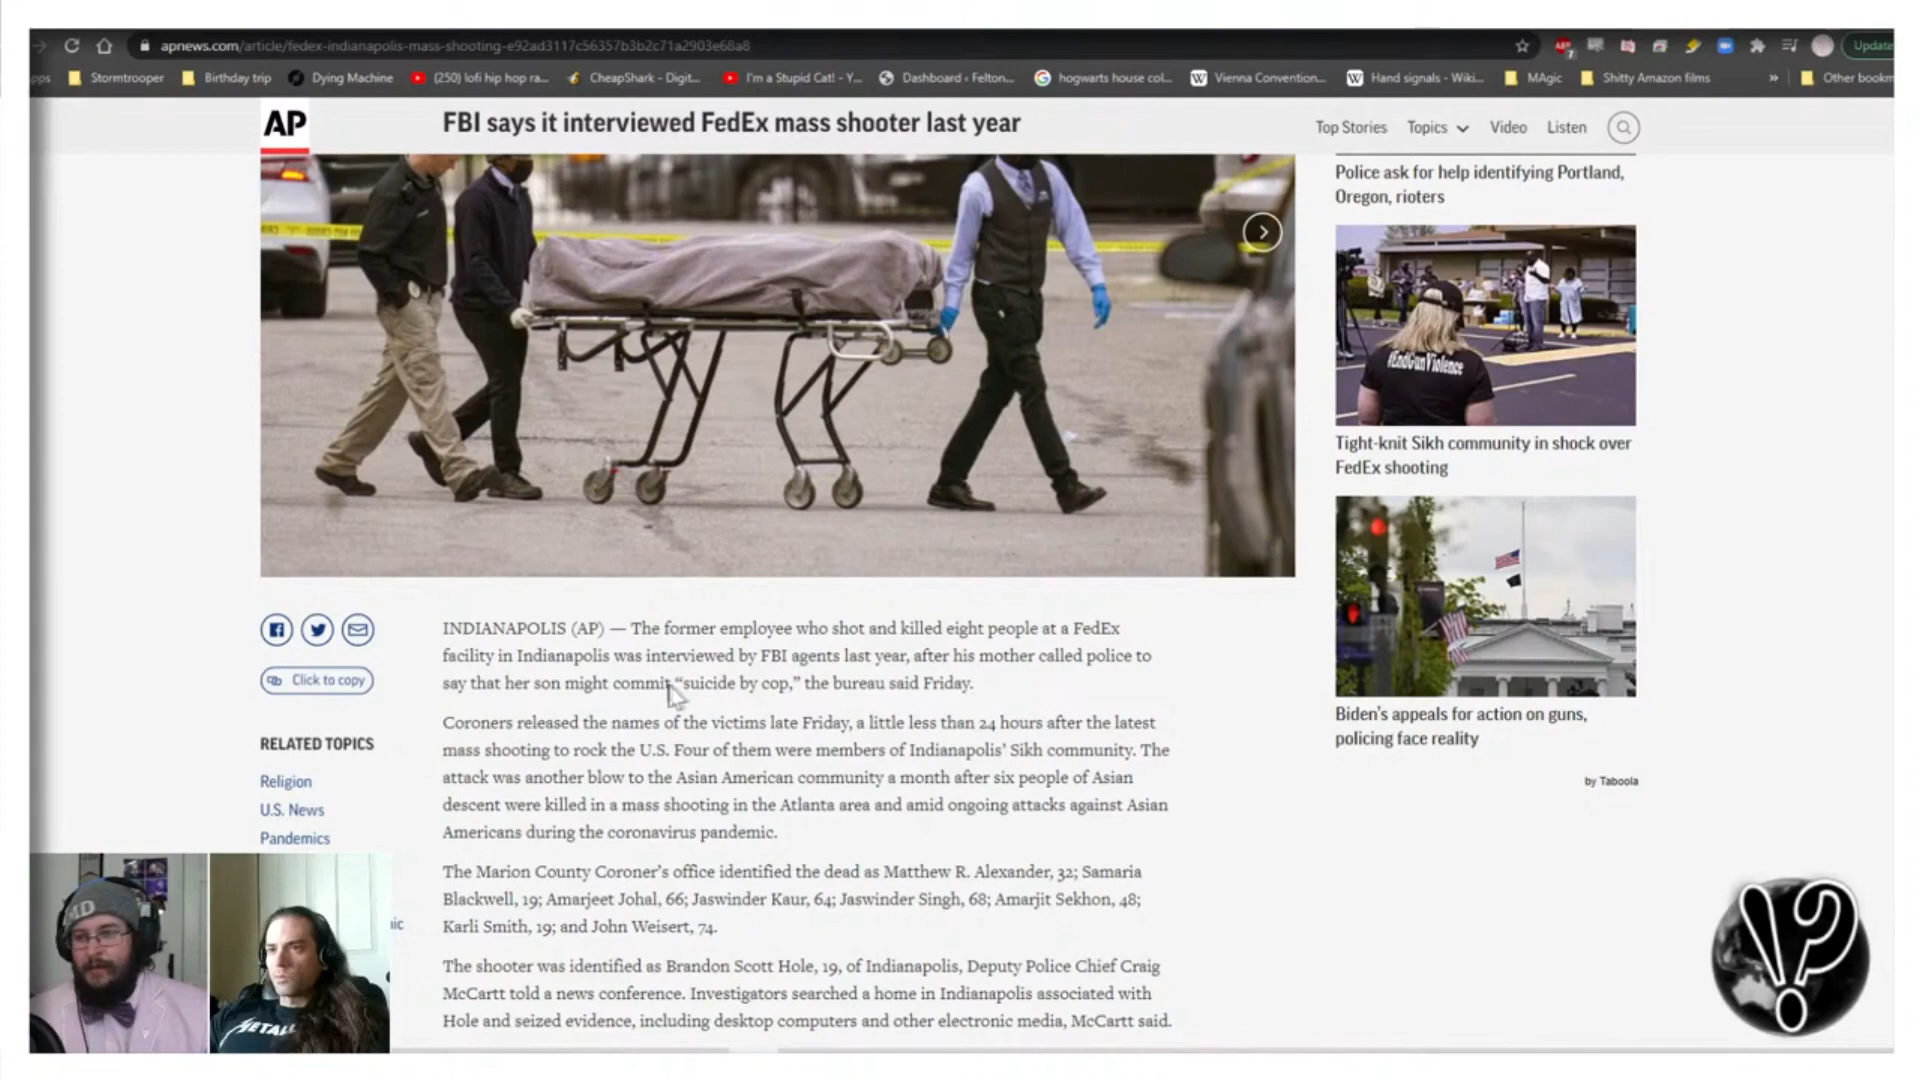 apnews.com/article/fedex-indianapolis-mass-shooting-e92ad3117c56357b3b2c71a2903e68a8
Update
Stormtrooper
Birthday trip
Dying Machine
(250) lofi hip hop ra...
CheapShark - Digit...
I'm a Stupid Cat! - Y...
Dashboard ‹ Felton...
hogwarts house col...
Vienna Convention...
Hand signals - Wiki...
MAgic
Shitty Amazon films
»
Other bookm
AP
FBI says it interviewed FedEx mass shooter last year
Top Stories
Topics
Video
Listen
Police ask for help identifying Portland,
Oregon, rioters
#EndGunViolence
Tight-knit Sikh community in shock over
FedEx shooting
Biden's appeals for action on guns,
policing face reality
by Taboola
Click to copy
RELATED TOPICS
Religion
U.S. News
Pandemics
ic
INDIANAPOLIS (AP) — The former employee who shot and killed eight people at a FedEx
facility in Indianapolis was interviewed by FBI agents last year, after his mother called police to
say that her son might commit “suicide by cop,” the bureau said Friday.
Coroners released the names of the victims late Friday, a little less than 24 hours after the latest
mass shooting to rock the U.S. Four of them were members of Indianapolis’ Sikh community. The
attack was another blow to the Asian American community a month after six people of Asian
descent were killed in a mass shooting in the Atlanta area and amid ongoing attacks against Asian
Americans during the coronavirus pandemic.
The Marion County Coroner’s office identified the dead as Matthew R. Alexander, 32; Samaria
Blackwell, 19; Amarjeet Johal, 66; Jaswinder Kaur, 64; Jaswinder Singh, 68; Amarjit Sekhon, 48;
Karli Smith, 19; and John Weisert, 74.
The shooter was identified as Brandon Scott Hole, 19, of Indianapolis, Deputy Police Chief Craig
McCartt told a news conference. Investigators searched a home in Indianapolis associated with
Hole and seized evidence, including desktop computers and other electronic media, McCartt said.
!?